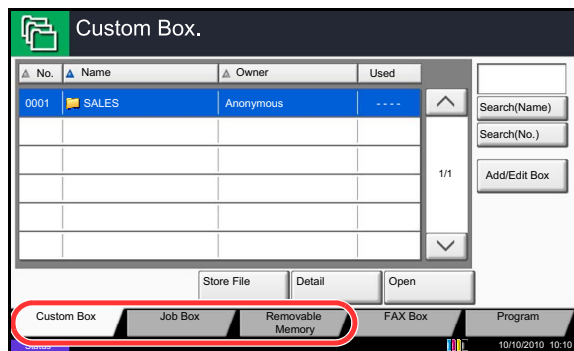 Custom Box.
No. Name Owner Used
0001 SALES Anonymous ----
Search(Name)
Search(No.)
1/1
Add/Edit Box
Store File Detail Open
Custom Box Job Box Removable Memory FAX Box Program
Status 10/10/2010 10:10